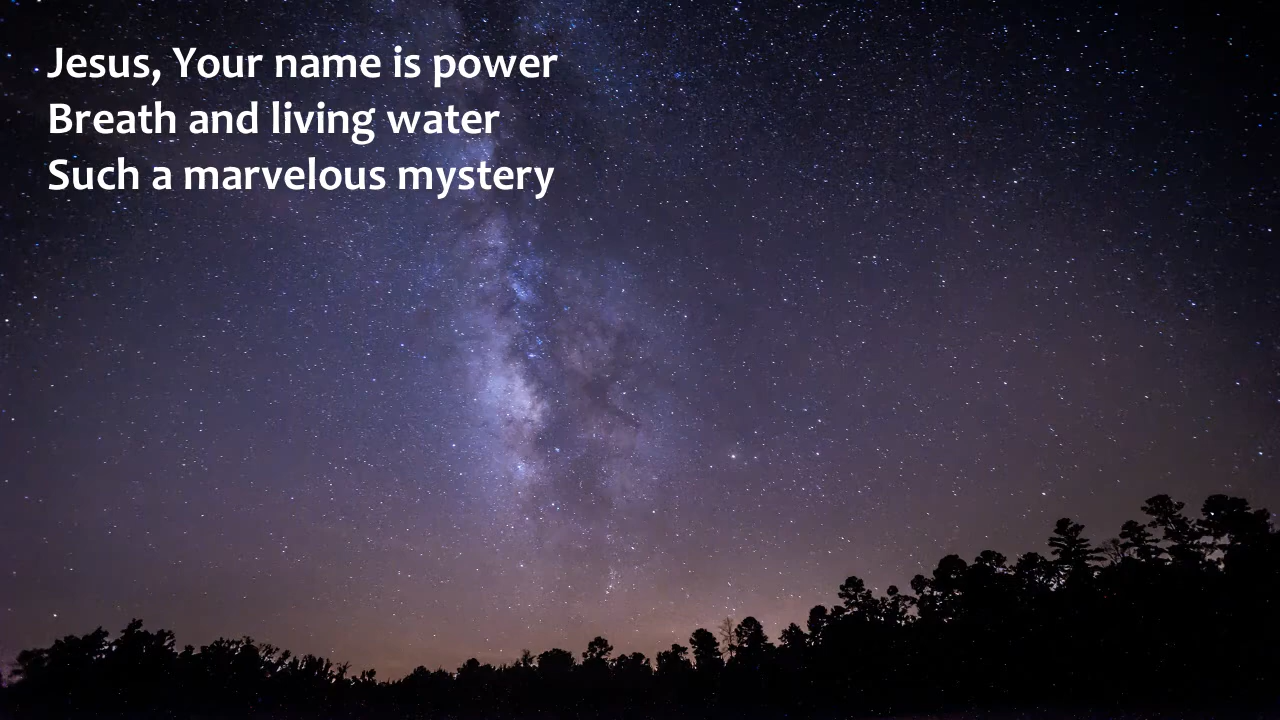 Jesus, Your name is power
Breath and living water
Such a marvelous mystery